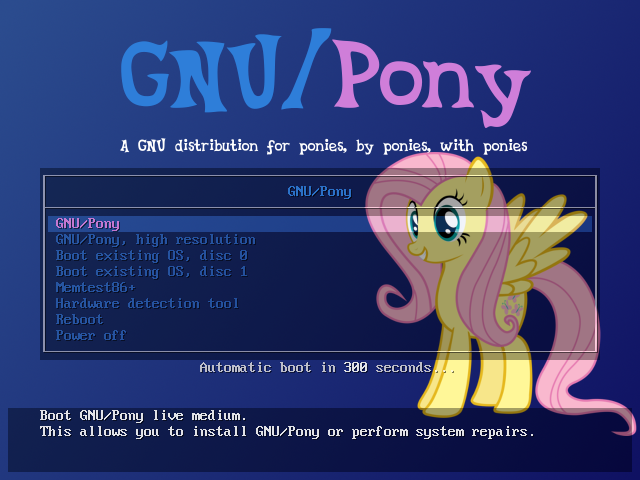 GNU/Pony
A GNU distribution for ponies, by ponies, with ponies
GNU/Pony
GNU/Pony
GNU/Pony, high resolution
Boot existing OS, disc 0
Boot existing OS, disc 1
Memtest86+
Hardware detection tool
Reboot
Power off
Automatic boot in 300 seconds...
Boot GNU/Pony live medium.
This allows you to install GNU/Pony or perform system repairs.